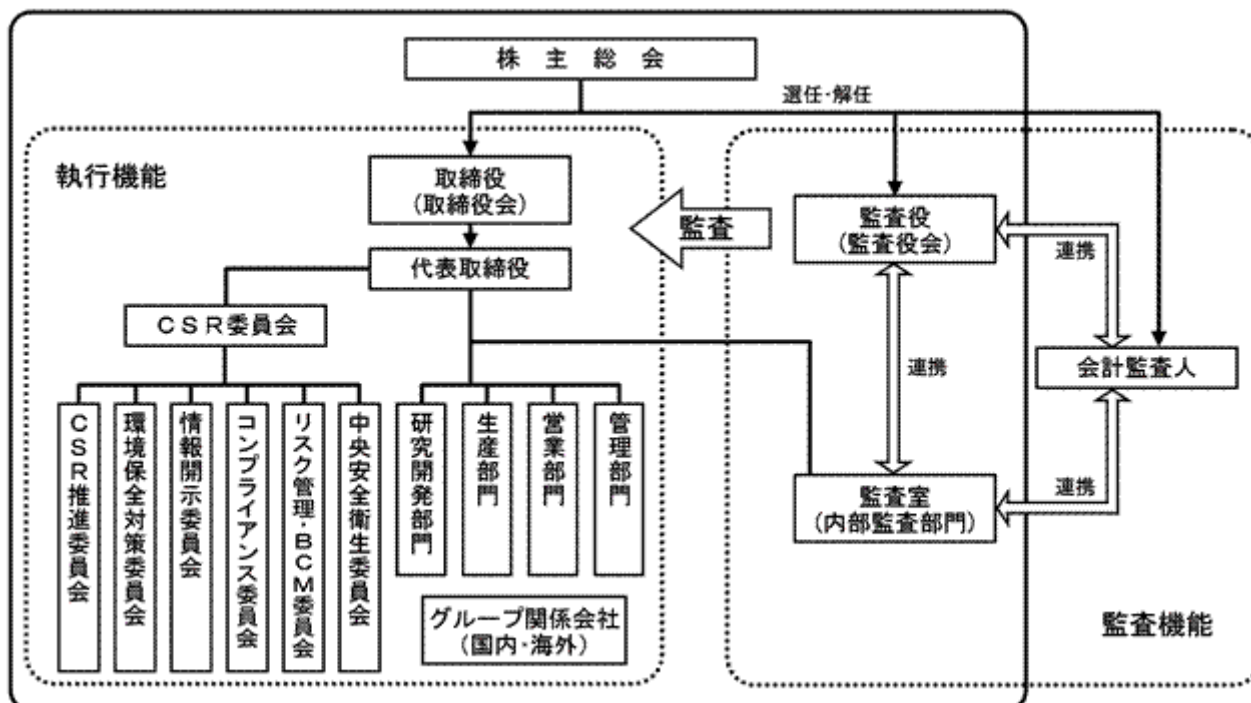 株主総会
選任・解任
執行機能
取締役
(取締役会)
監査
監査役
(監査役会)
連携
代表取締役
CSR委員会
連携
会計監査人
CSR推進委員会
環境保全対策委員会
情報開示委員会
コンプライアンス委員会
リスク管理・BCM委員会
中央安全衛生委員会
研究開発部門
生産部門
営業部門
管理部門
監査室
(内部監査部門)
連携
グループ関係会社
(国内・海外)
監査機能